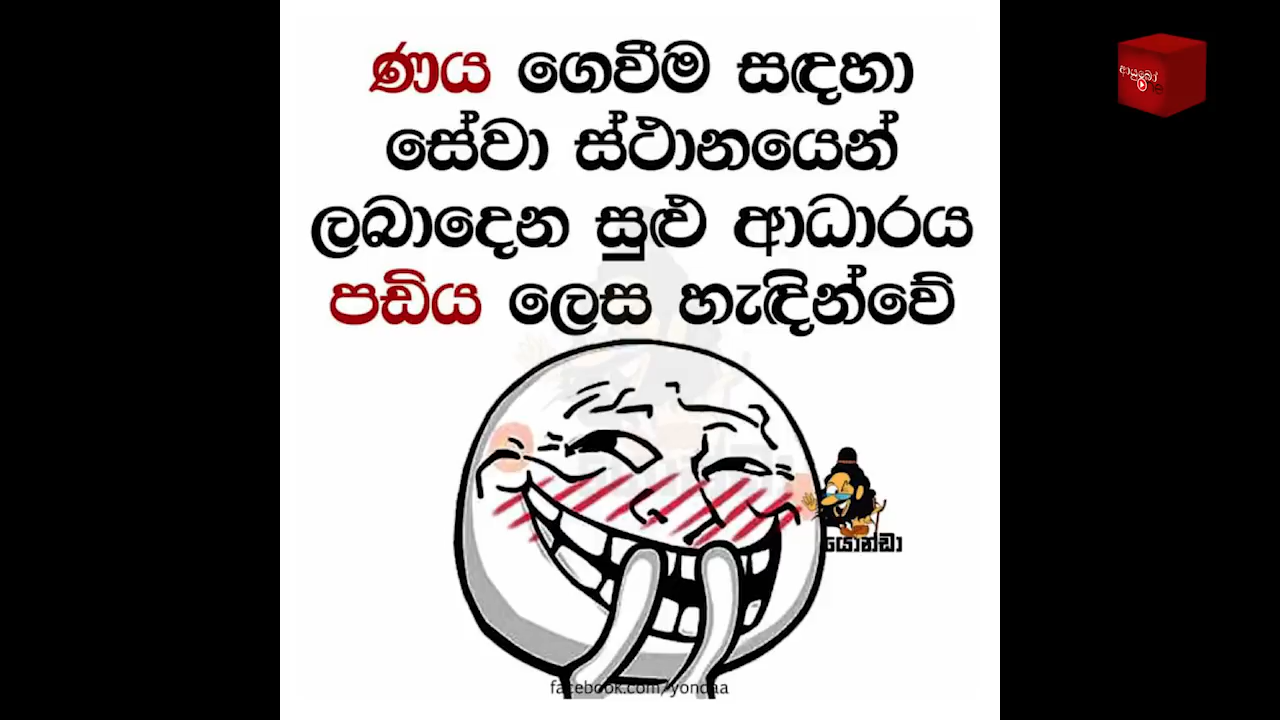 ණය ගෙවීම සඳහා
සේවා ස්ථානයෙන්
ලබාදෙන සුළු ආධාරය
පඩිය ලෙස හැඳින්වේ
යොන්ඩා
facebook.com/yondaa